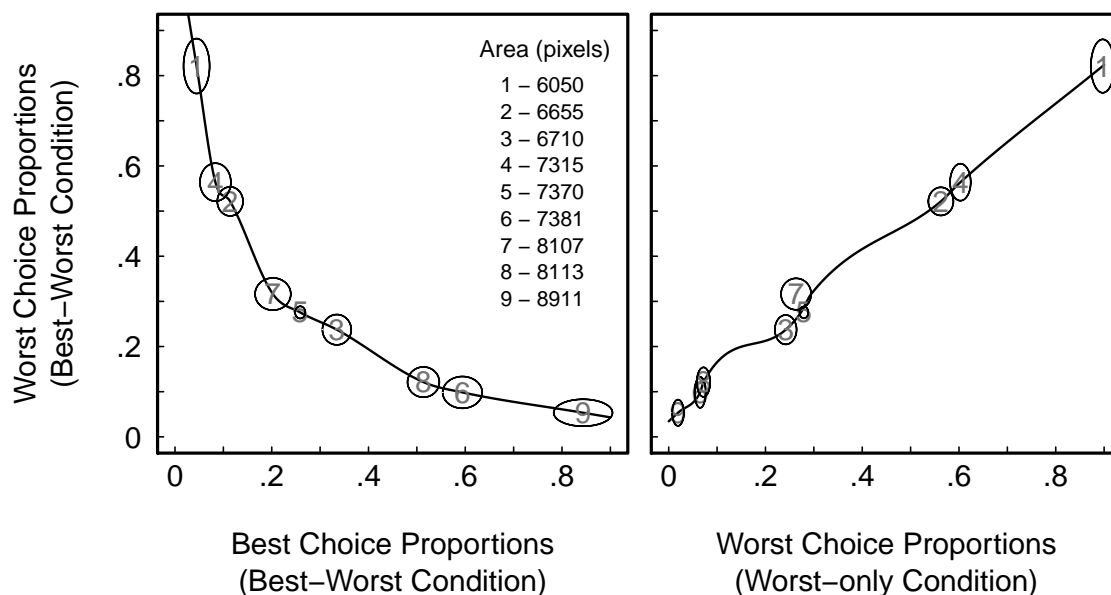 Worst Choice Proportions
(Best−Worst Condition)
.8
.6
.4
.2
0
Area (pixels)
1 − 6050
2 − 6655
3 − 6710
4 − 7315
5 − 7370
6 − 7381
7 − 8107
8 − 8113
9 − 8911
1
4
2
7
5
3
8
6
9
0 .2 .4 .6 .8
Best Choice Proportions
(Best−Worst Condition)
1
4
2
7
5
3
0 .2 .4 .6 .8
Worst Choice Proportions
(Worst−only Condition)